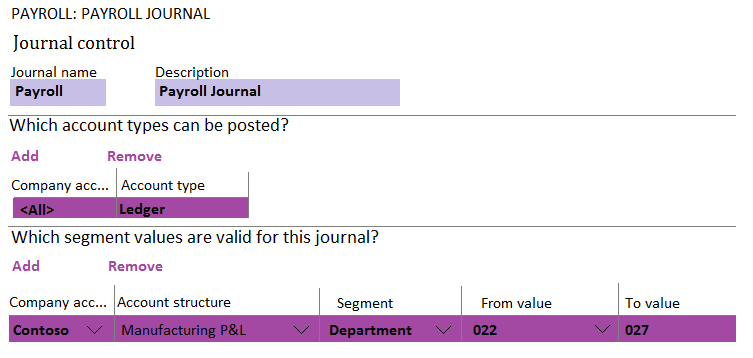 PAYROLL: PAYROLL JOURNAL
Journal control
Journal name Description
Payroll Payroll Journal
Which account types can be posted?
Add Remove
Company acc... Account type
<All> Ledger
Which segment values are valid for this journal?
Add Remove
Company acc... Account structure Segment From value To value
Contoso Manufacturing P&L Department 022 027